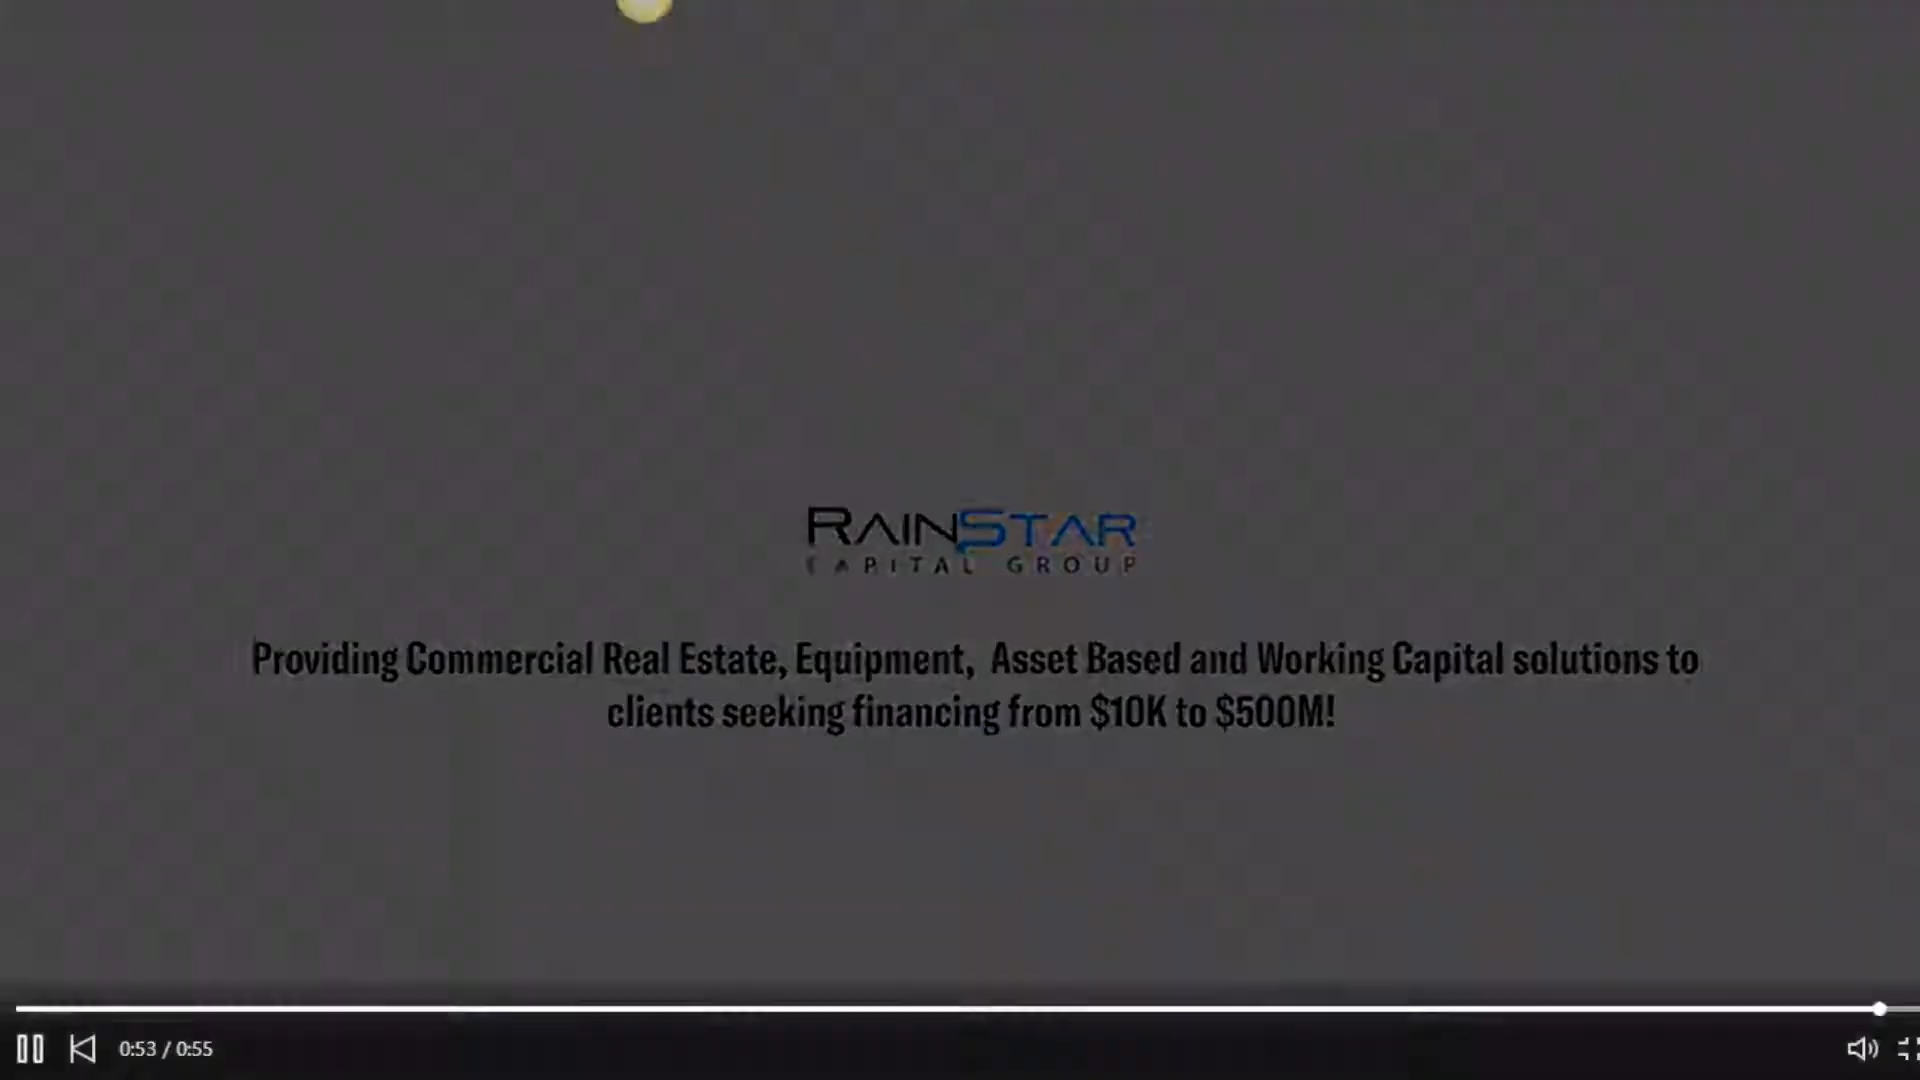 RAINSTAR
CAPITAL GROUP
Providing Commercial Real Estate, Equipment, Asset Based and Working Capital solutions to
clients seeking financing from $10K to $500M!
0:53 / 0:55